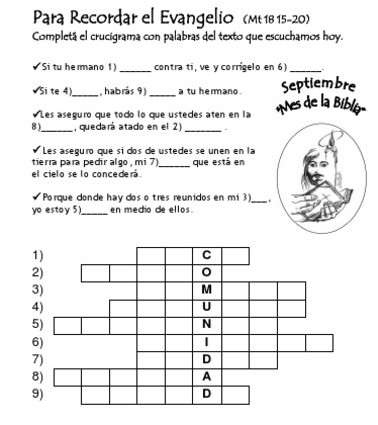 Para Recordar el Evangelio (Mt 18 15-20)
Completá el crucigrama con palabras del texto que escuchamos hoy.
✓Si tu hermano 1) ______ contra ti, ve y corrígelo en 6) ______.
✓Si te 4)_____, habrás 9) _____ a tu hermano.
Septiembre
"Mes de la Biblia"
✓Les aseguro que todo lo que ustedes aten en la
8)______, quedará atado en el 2) _______ .
✓Les aseguro que si dos de ustedes se unen en la
tierra para pedir algo, mi 7)______ que está en
el cielo se lo concederá.
✓Porque donde hay dos o tres reunidos en mi 3)___,
yo estoy 5)_____ en medio de ellos.
1) C
2) O
3) M
4) U
5) N
6) I
7) D
8) A
9) D